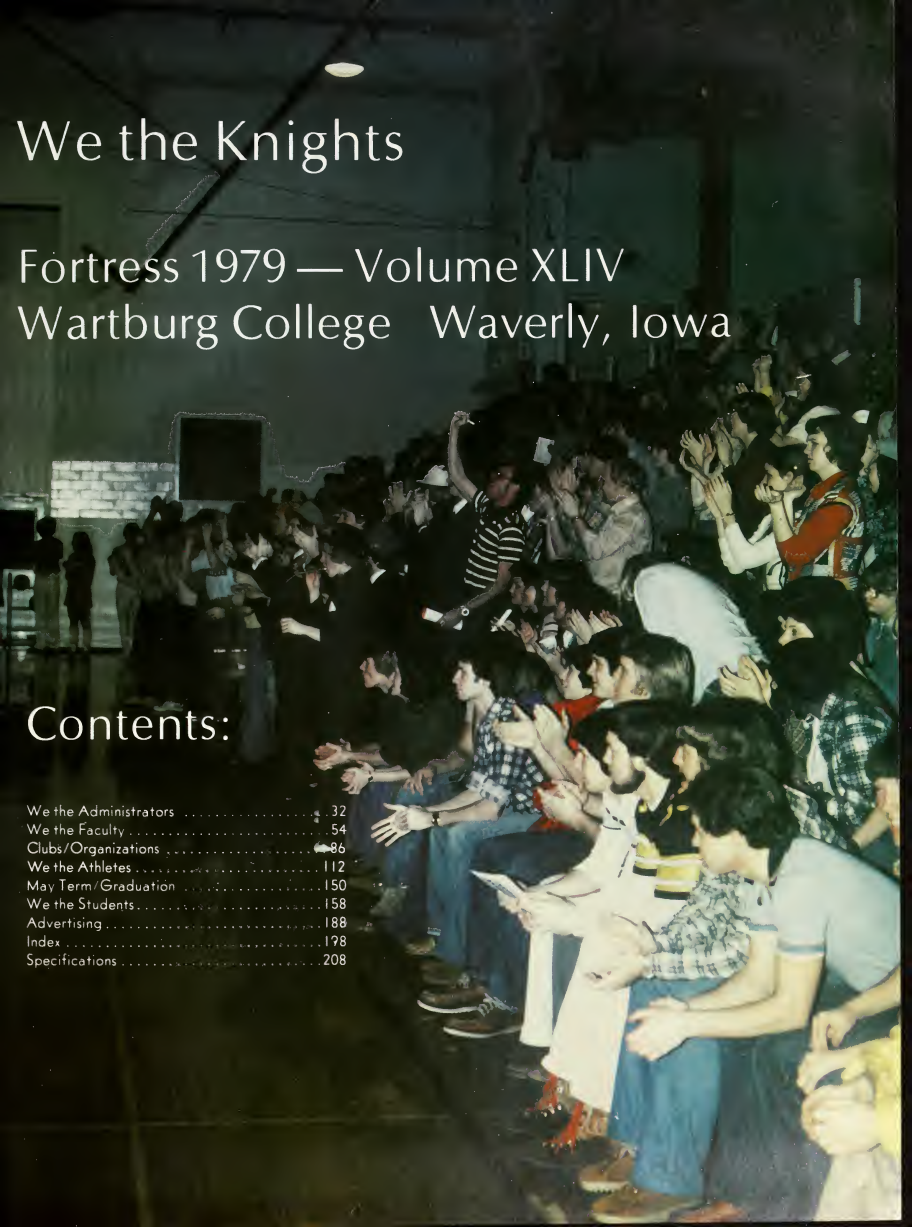 We the Knights
Fortress 1979 — Volume XLIV
Wartburg College Waverly, Iowa
Contents:
We the Administrators .................... 32
We the Faculty .................... 54
Clubs/Organizations .................... 86
We the Athletes .................... 112
May Term/Graduation .................... 150
We the Students .................... 158
Advertising .................... 188
Index .................... 198
Specifications .................... 208